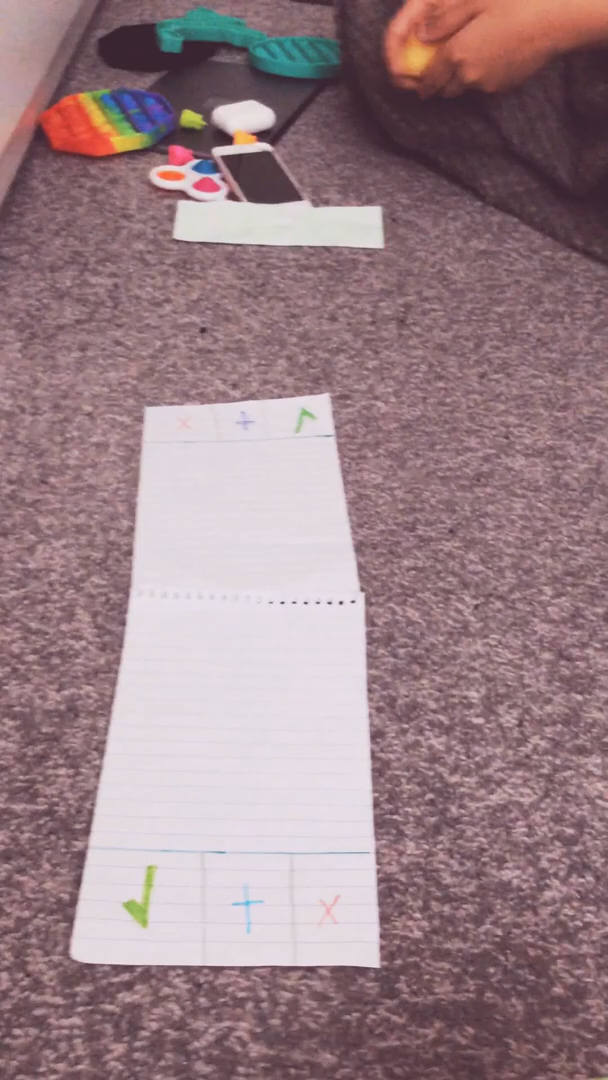 × + ✓
✓ + ×